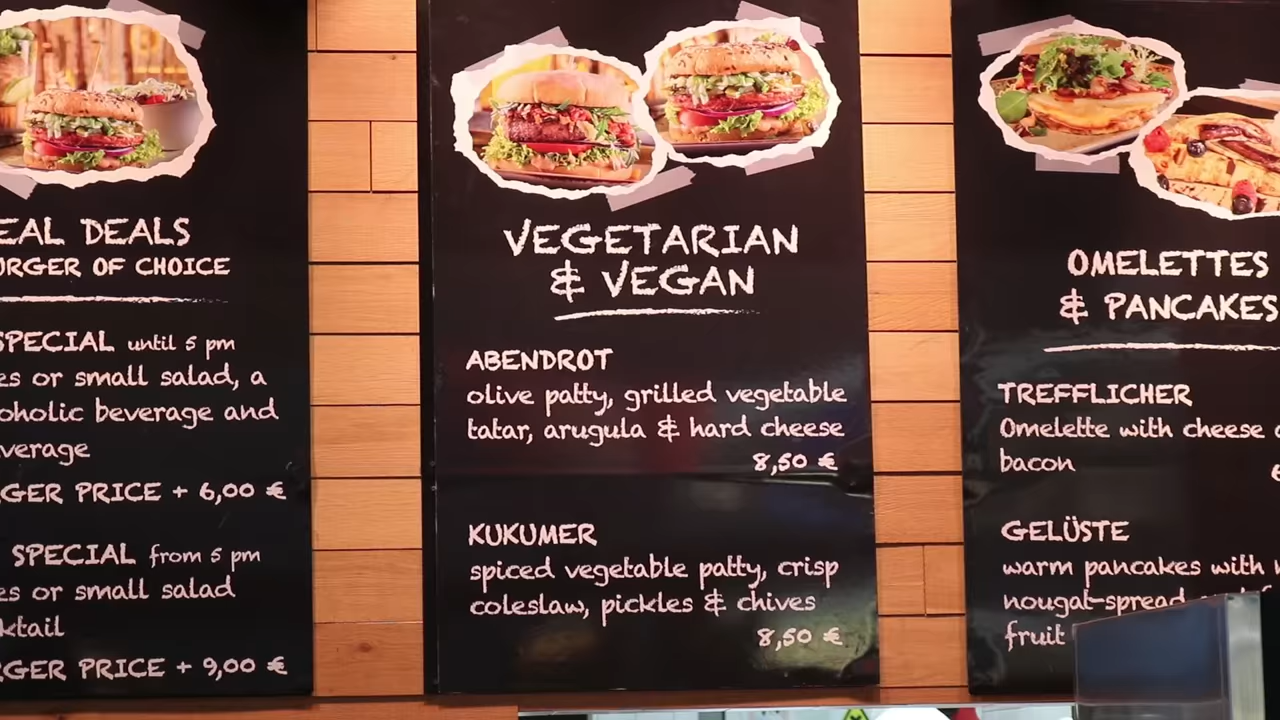 EAL DEALS
URGER OF CHOICE
SPECIAL until 5 pm
es or small salad, a
oholic beverage and
verage
RGER PRICE + 6,00 €
SPECIAL from 5 pm
es or small salad
ktail
RGER PRICE + 9,00 €
VEGETARIAN
& VEGAN
ABENDROT
olive patty, grilled vegetable
tatar, arugula & hard cheese
8,50 €
KUKUMER
spiced vegetable patty, crisp
coleslaw, pickles & chives
8,50 €
OMELETTES
& PANCAKES
TREFFLICHER
Omelette with cheese
bacon
GELÜSTE
warm pancakes with
nougat-spread
fruit